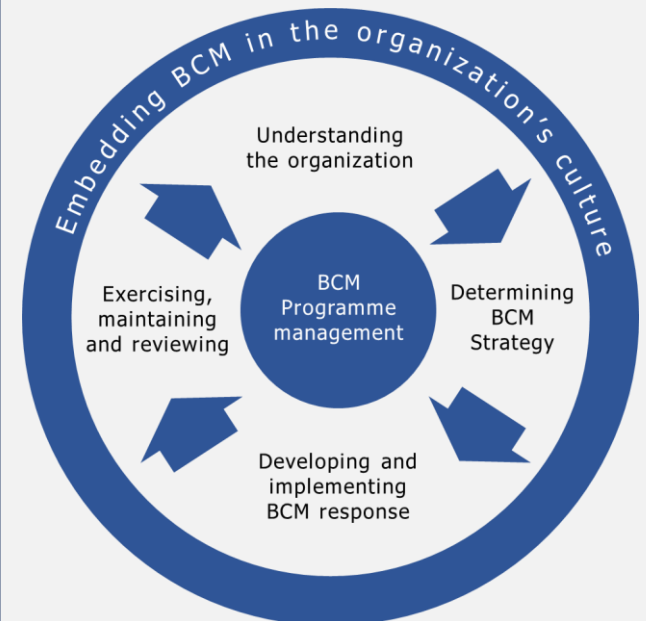 Embedding BCM in the organization's culture
Understanding
the organization
BCM
Programme
management
Determining
BCM
Strategy
Exercising,
maintaining
and reviewing
Developing and
implementing
BCM response